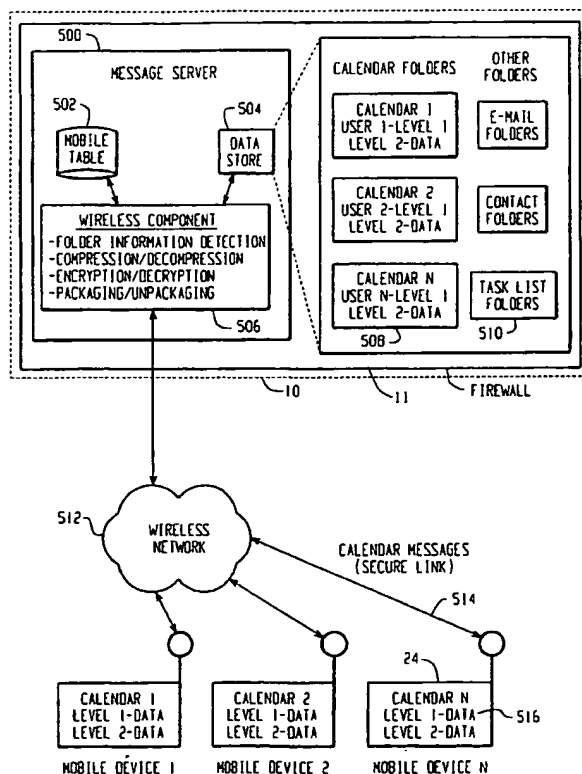 500
MESSAGE SERVER
502
MOBILE
TABLE
504
DATA
STORE
WIRELESS COMPONENT
-FOLDER INFORMATION DETECTION
-COMPRESSION/DECOMPRESSION
-ENCRYPTION/DECRYPTION
-PACKAGING/UNPACKAGING
506
CALENDAR FOLDERS
OTHER
FOLDERS
CALENDAR 1
USER 1-LEVEL 1
LEVEL 2-DATA
E-MAIL
FOLDERS
CALENDAR 2
USER 2-LEVEL 1
LEVEL 2-DATA
CONTACT
FOLDERS
CALENDAR N
USER N-LEVEL 1
LEVEL 2-DATA
508
TASK LIST
FOLDERS
510
10
11
FIREWALL
512
WIRELESS
NETWORK
CALENDAR MESSAGES
(SECURE LINK)
514
CALENDAR 1
LEVEL 1-DATA
LEVEL 2-DATA
MOBILE DEVICE 1
CALENDAR 2
LEVEL 1-DATA
LEVEL 2-DATA
MOBILE DEVICE 2
24
CALENDAR N
LEVEL 1-DATA
LEVEL 2-DATA
516
MOBILE DEVICE N